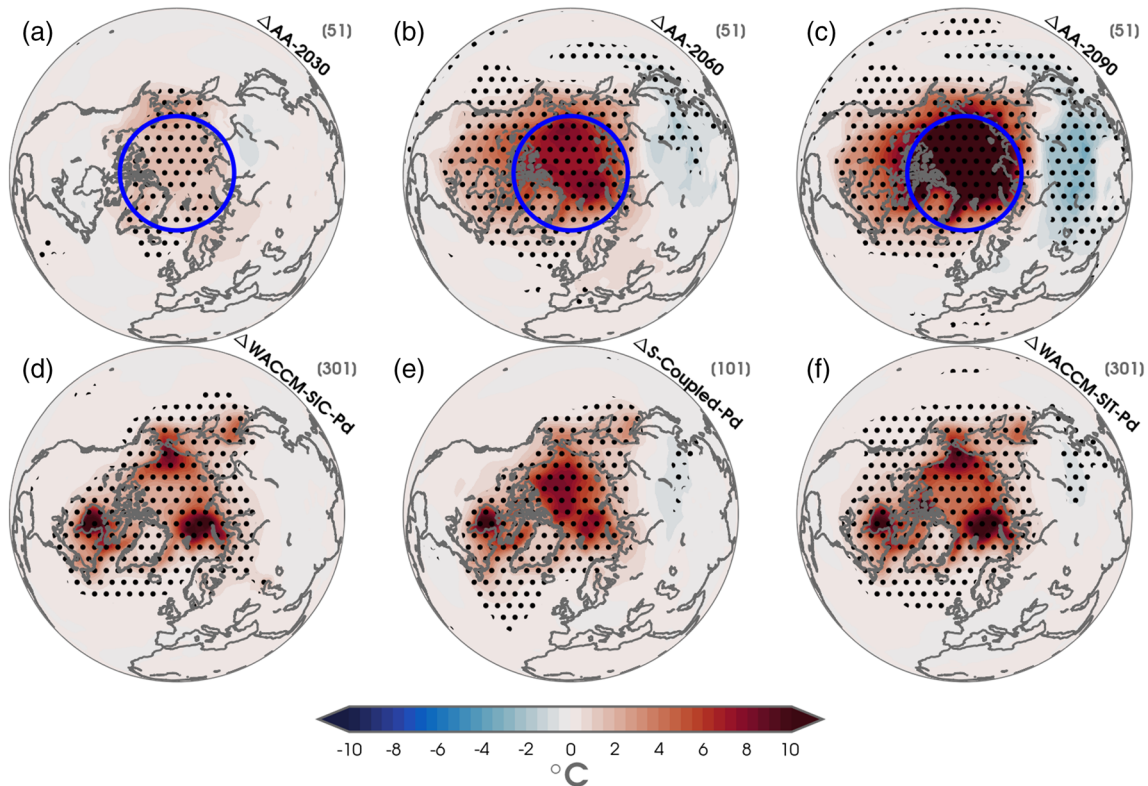 (a)
△AA-2030
(51)
(b)
△AA-2060
(51)
(c)
△AA-2090
(51)
(d)
△WACCM-SIC-Pd
(301)
(e)
△S-Coupled-Pd
(101)
(f)
△WACCM-SIT-Pd
(301)
-10 -8 -6 -4 -2 0 2 4 6 8 10
°C